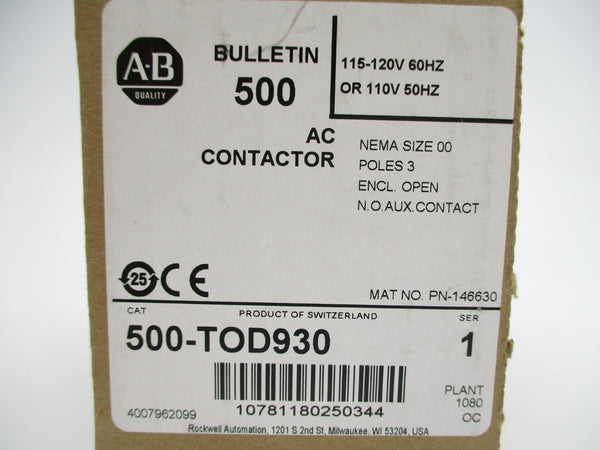 A-B
QUALITY
BULLETIN
500
115-120V 60HZ
OR 110V 50HZ
AC
CONTACTOR
NEMA SIZE 00
POLES 3
ENCL. OPEN
N.O.AUX.CONTACT
25
CE
MAT NO. PN-146630
CAT
PRODUCT OF SWITZERLAND
SER
500-TOD930
1
4007962099
10781180250344
PLANT
1080
OC
Rockwell Automation, 1201 S 2nd St, Milwaukee, WI 53204, USA